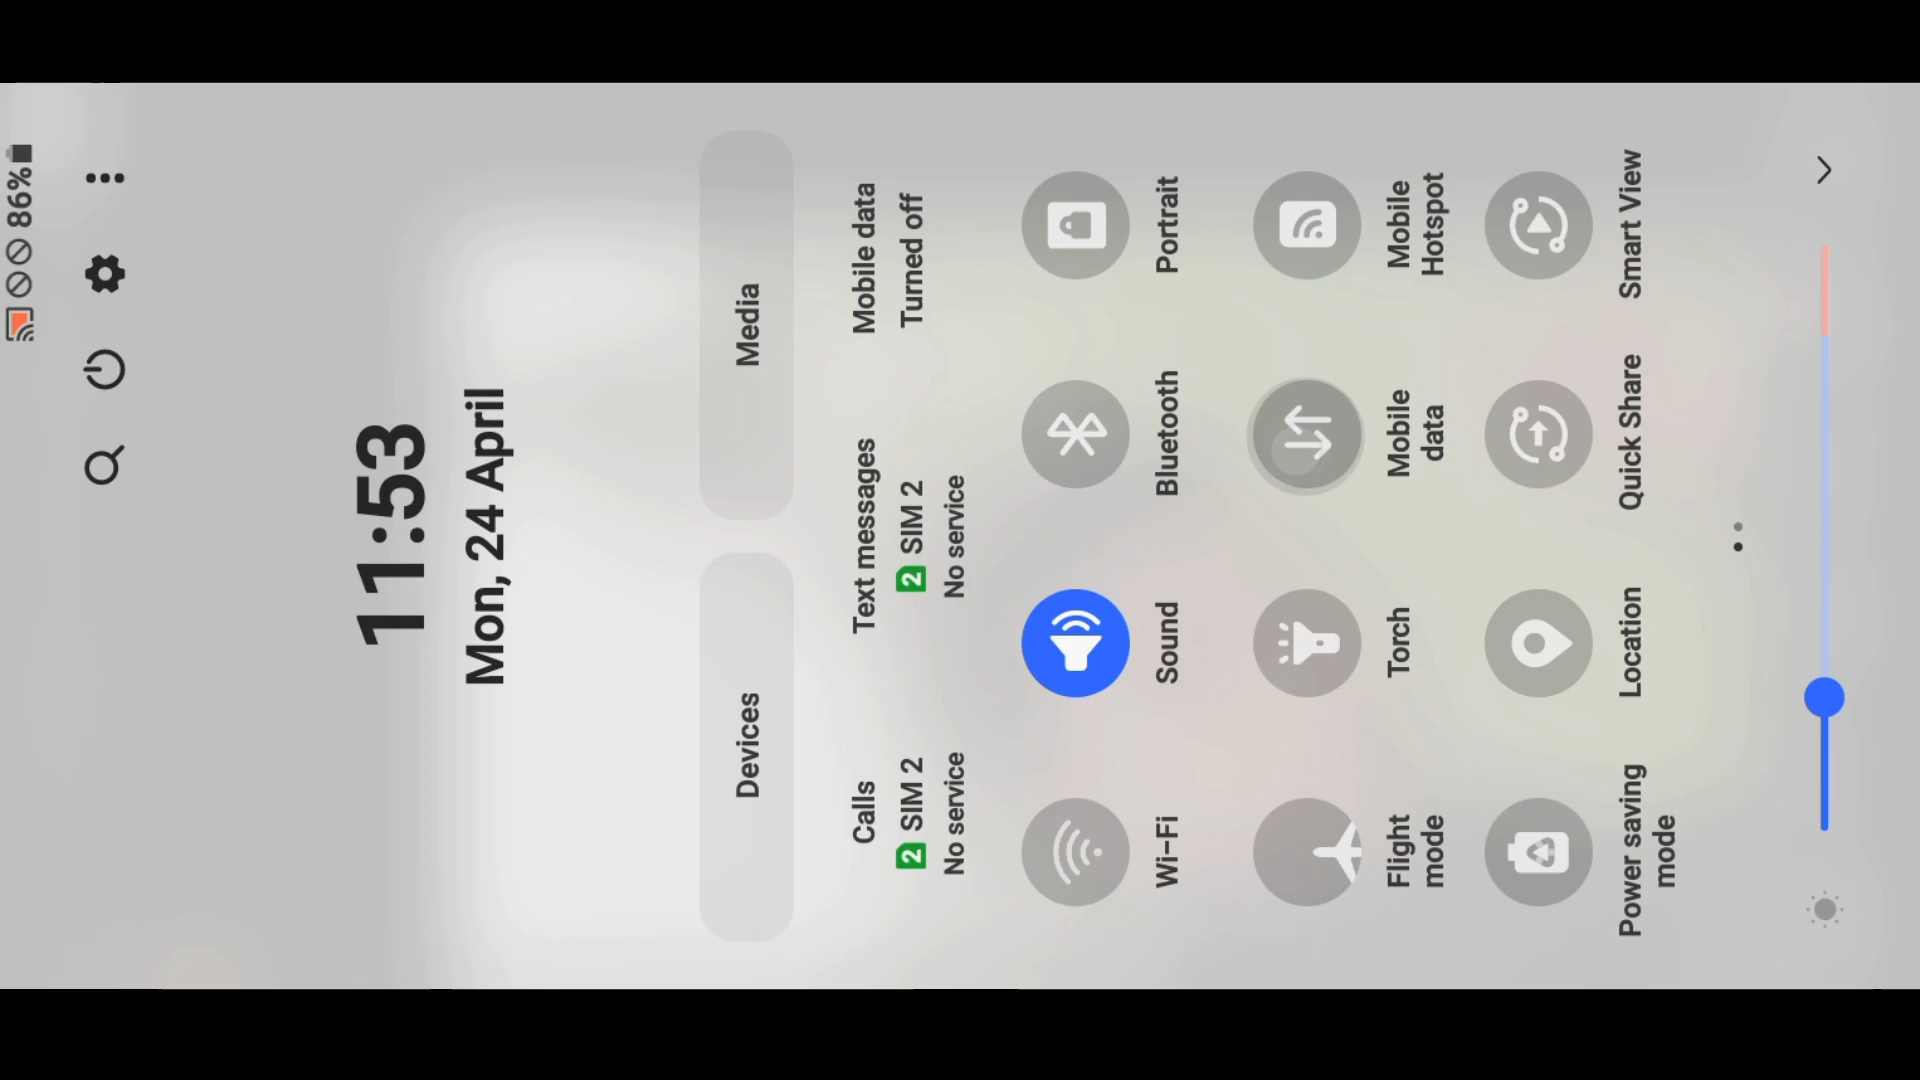 86%
11:53
Mon, 24 April
Devices
Media
Calls
2 SIM 2
No service
Text messages
2 SIM 2
No service
Mobile data
Turned off
Wi-Fi
Sound
Bluetooth
Portrait
Flight
mode
Torch
Mobile
data
Mobile
Hotspot
Power saving
mode
Location
Quick Share
Smart View